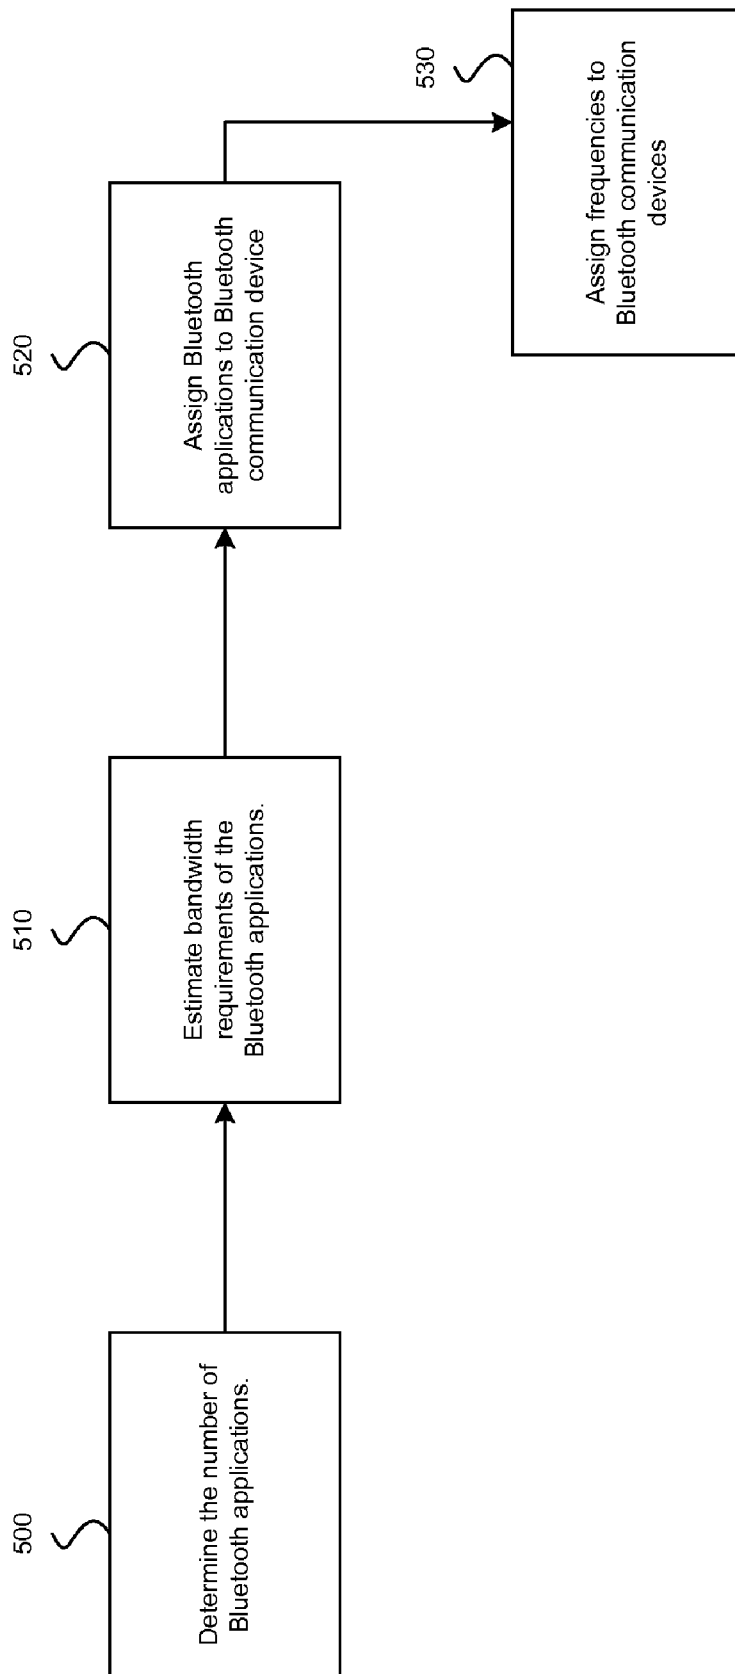 500
Determine the number of
Bluetooth applications.
510
Estimate bandwidth
requirements of the
Bluetooth applications.
520
Assign Bluetooth
applications to Bluetooth
communication device
530
Assign frequencies to
Bluetooth communication
devices